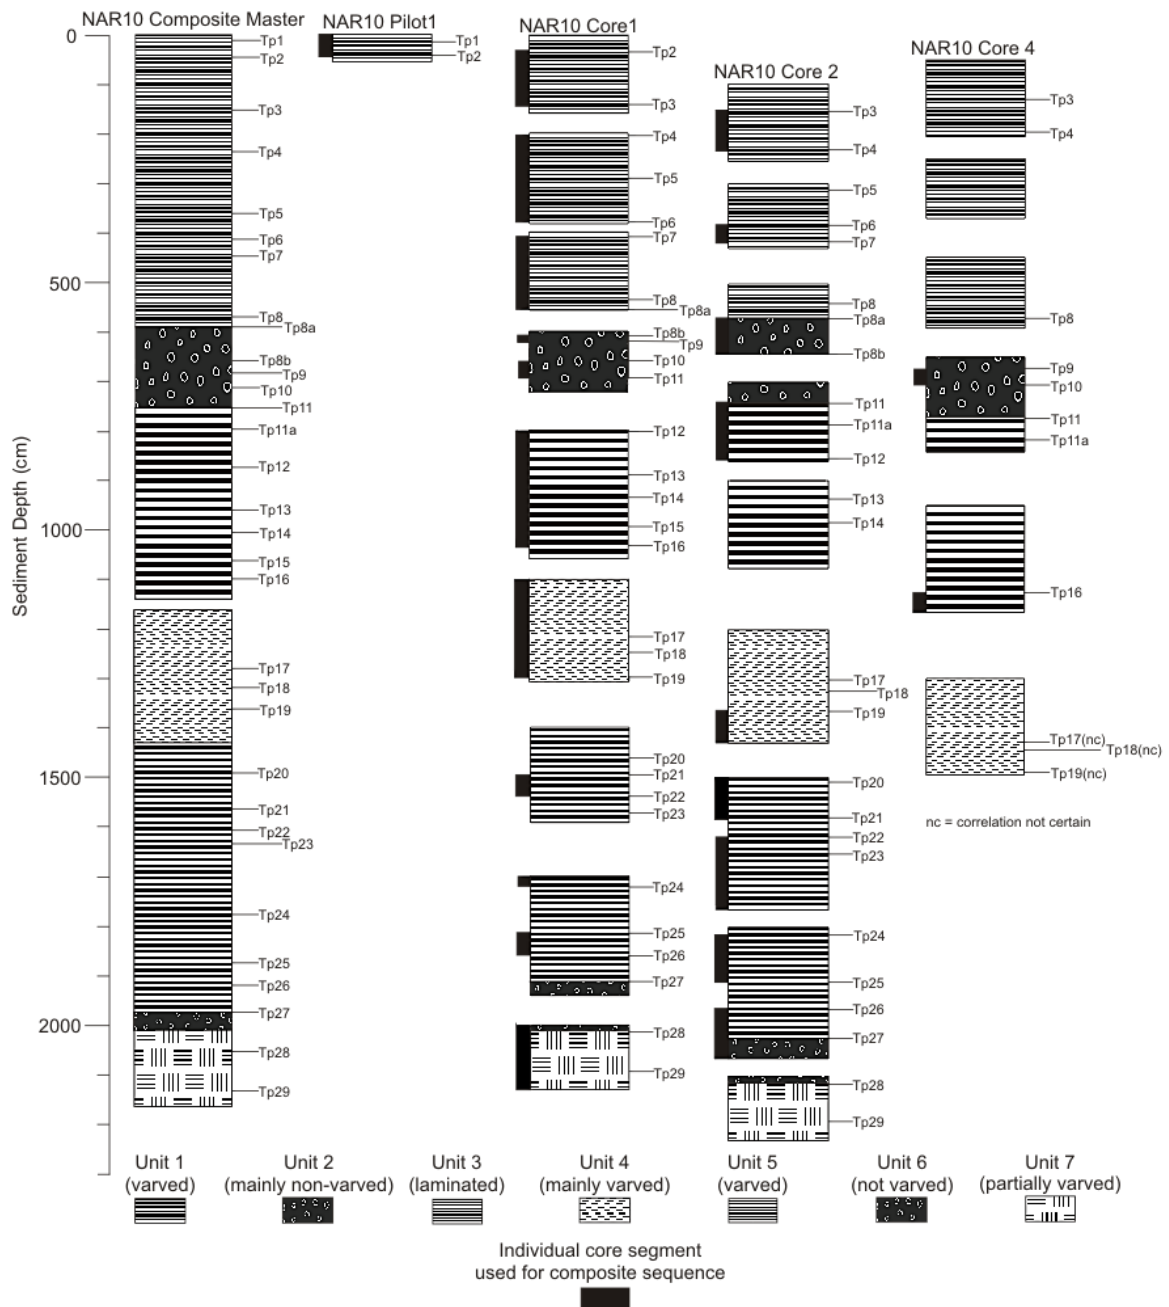 NAR10 Composite Master
NAR10 Pilot1
NAR10 Core1
NAR10 Core 2
NAR10 Core 4
Sediment Depth (cm)
0
500
1000
1500
2000
Tp1
Tp2
Tp3
Tp4
Tp5
Tp6
Tp7
Tp8
Tp8a
Tp8b
Tp9
Tp10
Tp11
Tp11a
Tp12
Tp13
Tp14
Tp15
Tp16
Tp17
Tp18
Tp19
Tp20
Tp21
Tp22
Tp23
Tp24
Tp25
Tp26
Tp27
Tp28
Tp29
Tp1
Tp2
Tp2
Tp3
Tp4
Tp5
Tp6
Tp7
Tp8
Tp8a
Tp8b
Tp9
Tp10
Tp11
Tp12
Tp13
Tp14
Tp15
Tp16
Tp17
Tp18
Tp19
Tp20
Tp21
Tp22
Tp23
Tp24
Tp25
Tp26
Tp27
Tp28
Tp29
Tp3
Tp4
Tp5
Tp6
Tp7
Tp8
Tp8a
Tp8b
Tp11
Tp11a
Tp12
Tp13
Tp14
Tp17
Tp18
Tp19
Tp20
Tp21
Tp22
Tp23
Tp24
Tp25
Tp26
Tp27
Tp28
Tp29
Tp3
Tp4
Tp8
Tp9
Tp10
Tp11
Tp11a
Tp16
Tp17(nc)
Tp18(nc)
Tp19(nc)
nc = correlation not certain
Unit 1
(varved)
Unit 2
(mainly non-varved)
Unit 3
(laminated)
Unit 4
(mainly varved)
Unit 5
(varved)
Unit 6
(not varved)
Unit 7
(partially varved)
Individual core segment
used for composite sequence